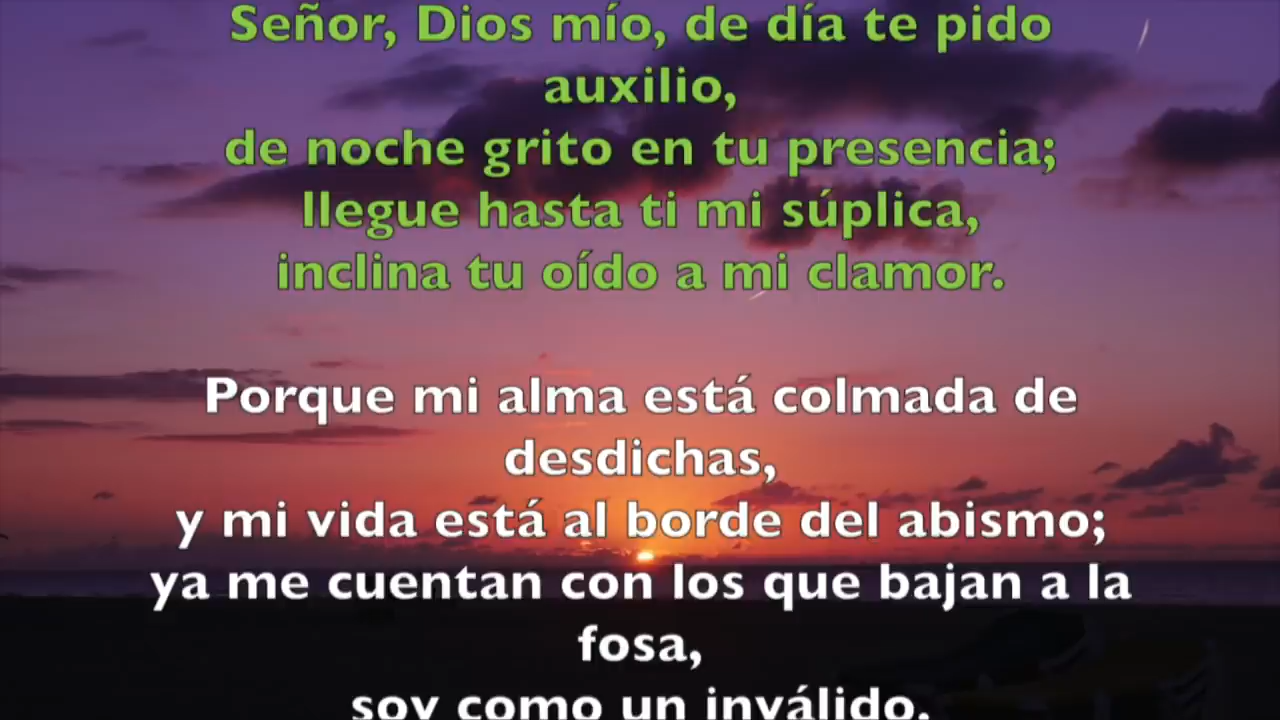 Señor, Dios mío, de día te pido
auxilio,
de noche grito en tu presencia;
llegue hasta ti mi súplica,
inclina tu oído a mi clamor.
Porque mi alma está colmada de
desdichas,
y mi vida está al borde del abismo;
ya me cuentan con los que bajan a la
fosa,
soy como un inválido.